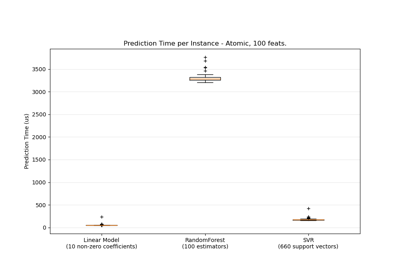 Prediction Time per Instance - Atomic, 100 feats.
3500
3000
2500
2000
1500
1000
500
0
Prediction Time (us)
Linear Model
(10 non-zero coefficients)
RandomForest
(100 estimators)
SVR
(660 support vectors)